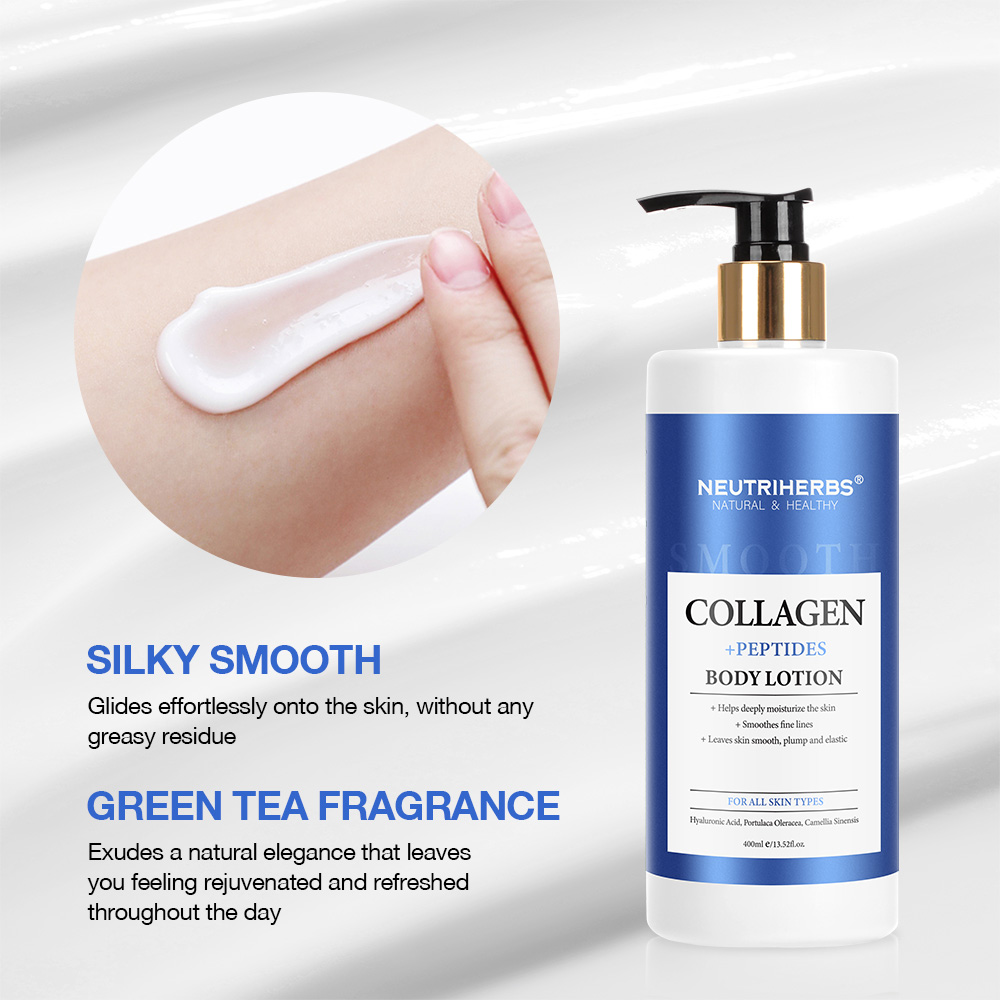 SILKY SMOOTH
Glides effortlessly onto the skin, without any
greasy residue
GREEN TEA FRAGRANCE
Exudes a natural elegance that leaves
you feeling rejuvenated and refreshed
throughout the day
NEUTRIHERBS®
NATURAL & HEALTHY
SMOOTH
COLLAGEN
+PEPTIDES
BODY LOTION
+ Helps deeply moisturize the skin
+ Smoothes fine lines
+ Leaves skin smooth, plump and elastic
FOR ALL SKIN TYPES
Hyaluronic Acid, Portulaca Oleracea, Camellia Sinensis
400ml e/13.52fl.oz.